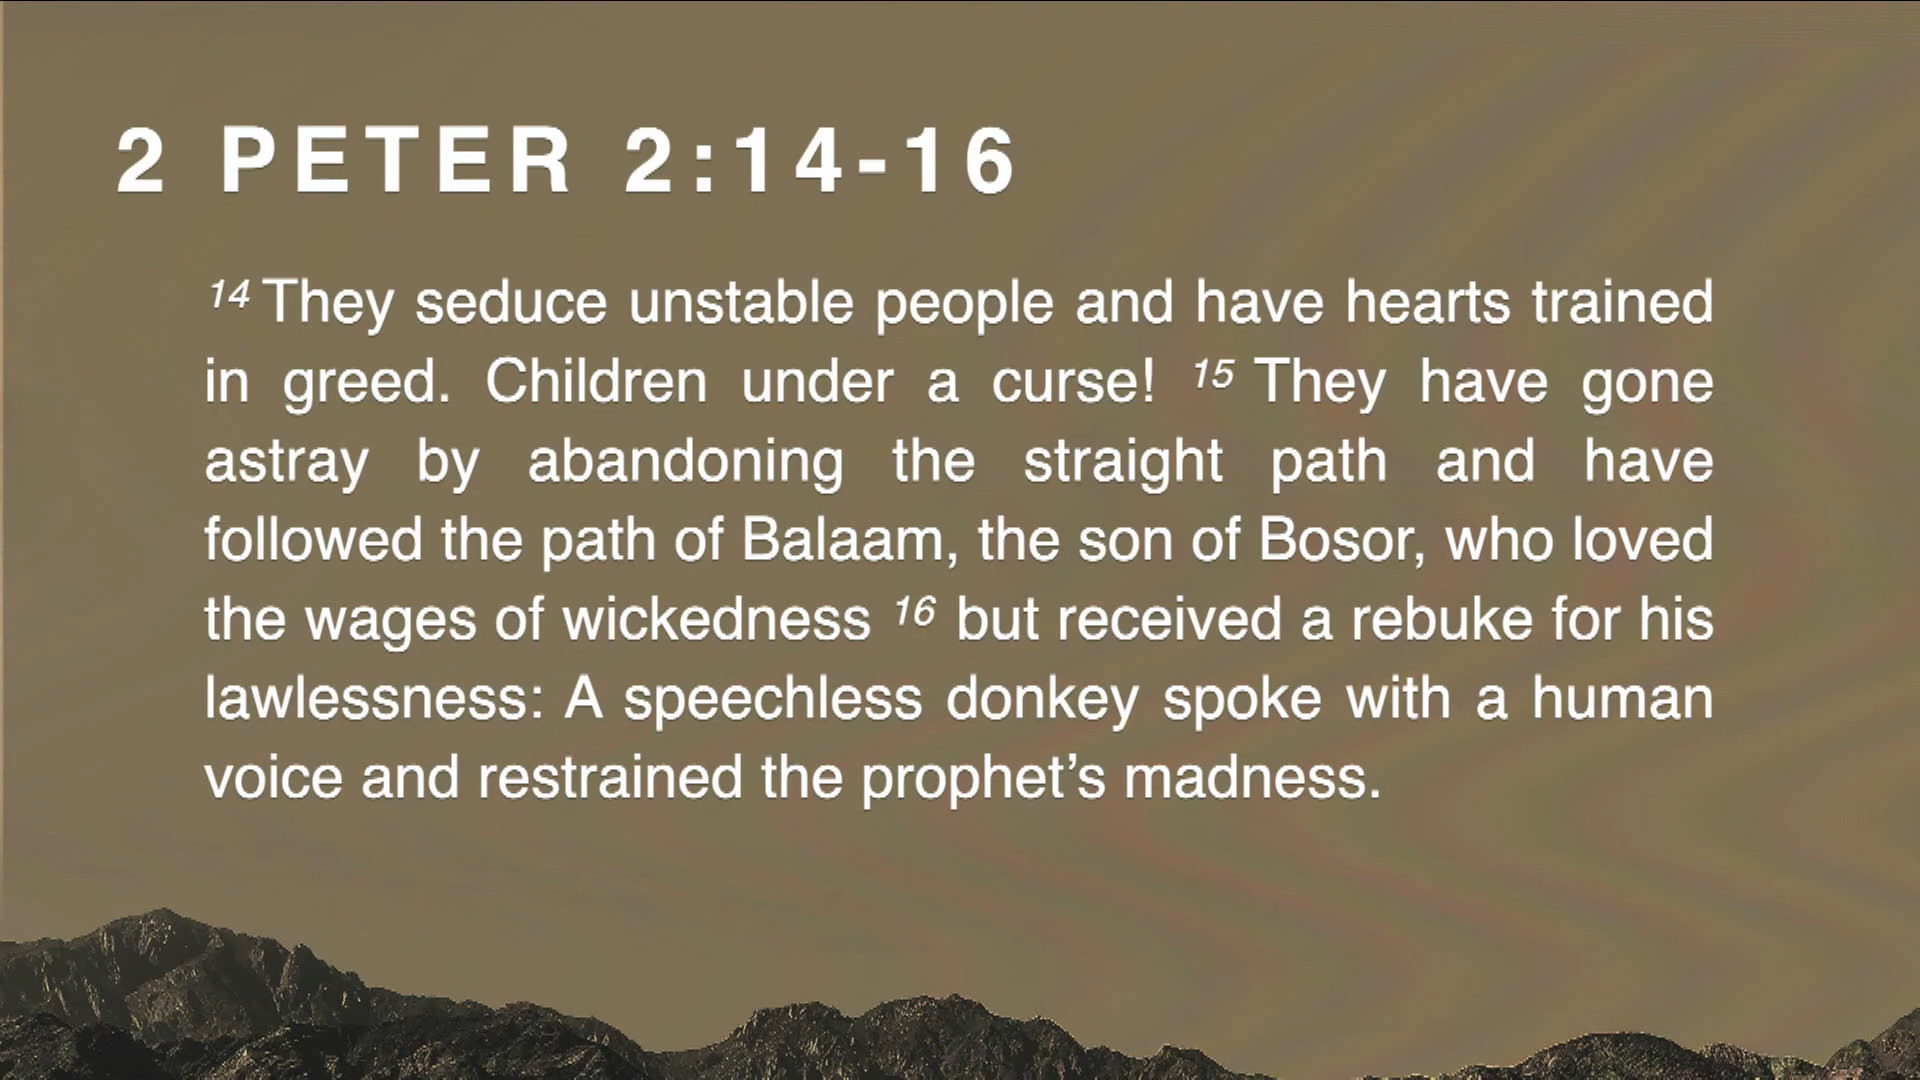 2 PETER 2:14-16
14 They seduce unstable people and have hearts trained
in greed. Children under a curse! 15 They have gone
astray by abandoning the straight path and have
followed the path of Balaam, the son of Bosor, who loved
the wages of wickedness 16 but received a rebuke for his
lawlessness: A speechless donkey spoke with a human
voice and restrained the prophet’s madness.